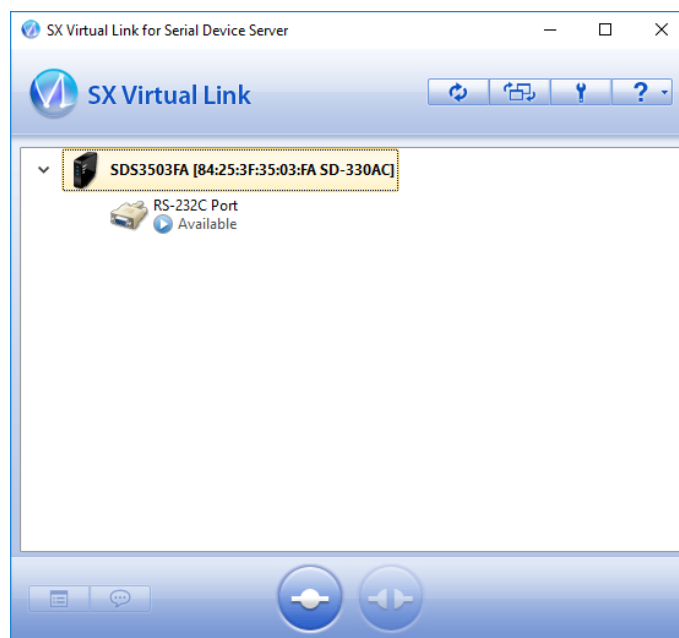 SX Virtual Link for Serial Device Server
SX Virtual Link
?
SDS3503FA [84:25:3F:35:03:FA SD-330AC]
RS-232C Port
Available